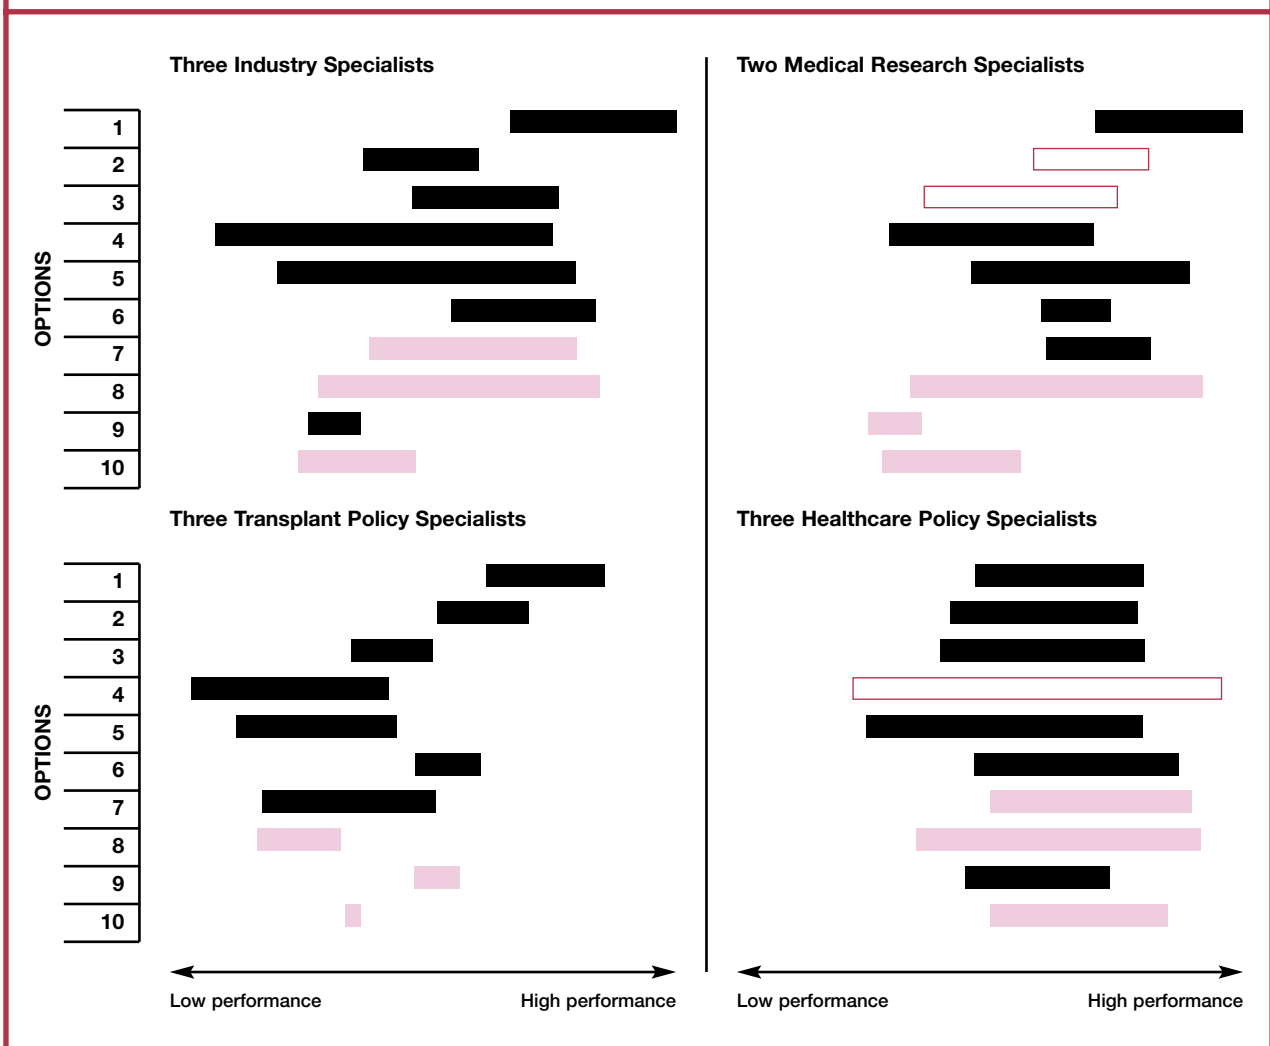 Three Industry Specialists
Two Medical Research Specialists
OPTIONS
1
2
3
4
5
6
7
8
9
10
Three Transplant Policy Specialists
Three Healthcare Policy Specialists
OPTIONS
1
2
3
4
5
6
7
8
9
10
Low performance
High performance
Low performance
High performance